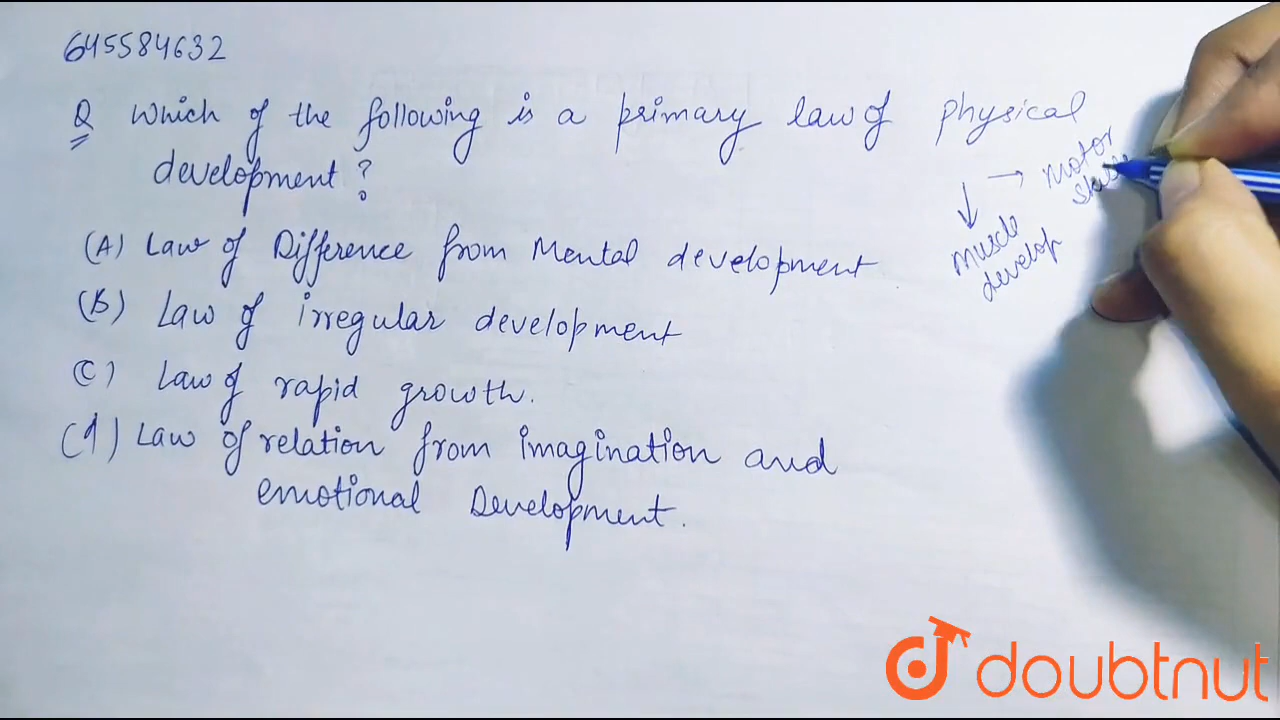 645584632
Q Which of the following is a primary law of physical
development ?
→ motor
skills
muscle
develop
(A) Law of Difference from Mental development
(B) Law of irregular development
(C) Law of rapid growth.
(d) Law of relation from imagination and
emotional Development.
doubtnut